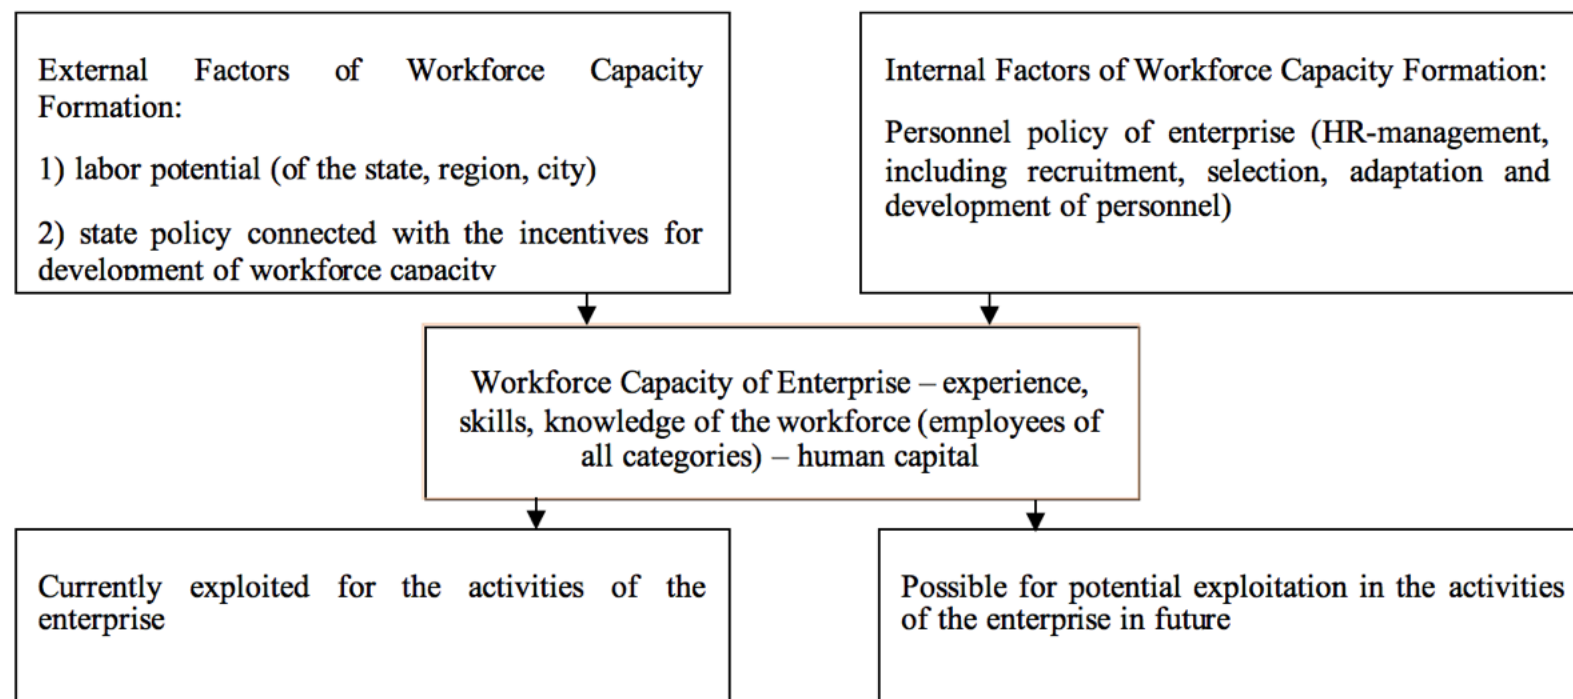 External Factors of Workforce Capacity
Formation:
1) labor potential (of the state, region, city)
2) state policy connected with the incentives for
development of workforce capacity
Internal Factors of Workforce Capacity Formation:
Personnel policy of enterprise (HR-management,
including recruitment, selection, adaptation and
development of personnel)
Workforce Capacity of Enterprise – experience,
skills, knowledge of the workforce (employees of
all categories) – human capital
Currently exploited for the activities of the
enterprise
Possible for potential exploitation in the activities
of the enterprise in future